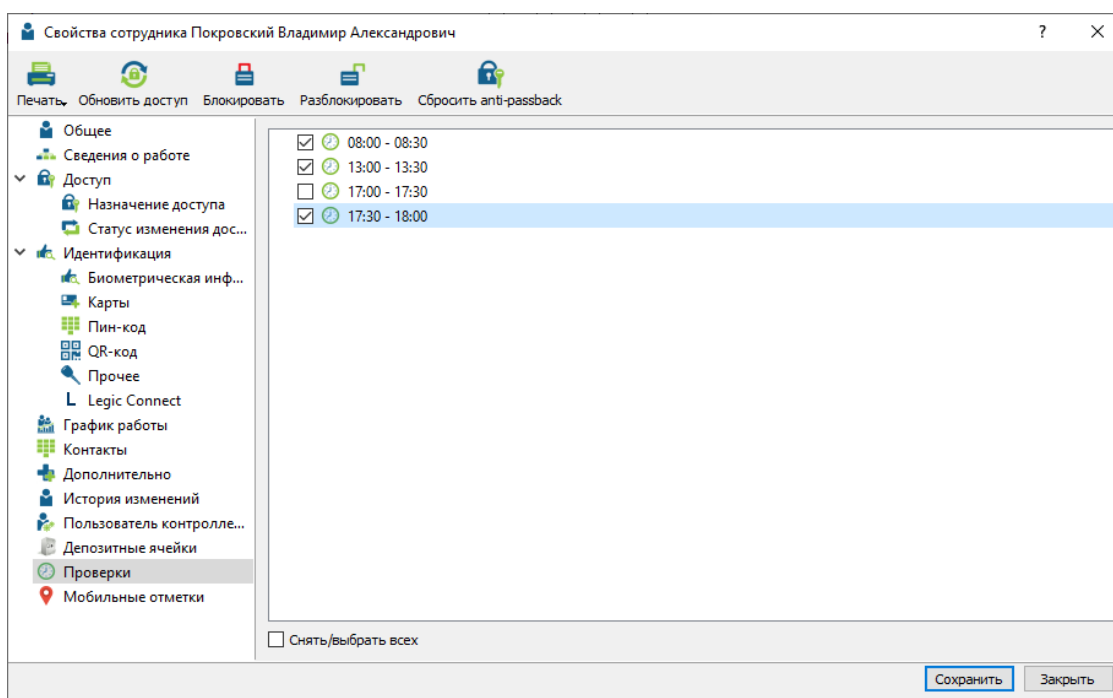 Свойства сотрудника Покровский Владимир Александрович
Печать Обновить доступ Блокировать Разблокировать Сбросить anti-passback
Общее
Сведения о работе
Доступ
Назначение доступа
Статус изменения дос...
Идентификация
Биометрическая инф...
Карты
Пин-код
QR-код
Прочее
L Legic Connect
График работы
Контакты
Дополнительно
История изменений
Пользователь контролле...
Депозитные ячейки
Проверки
Мобильные отметки
08:00 - 08:30
13:00 - 13:30
17:00 - 17:30
17:30 - 18:00
Снять/выбрать всех
Сохранить Закрыть